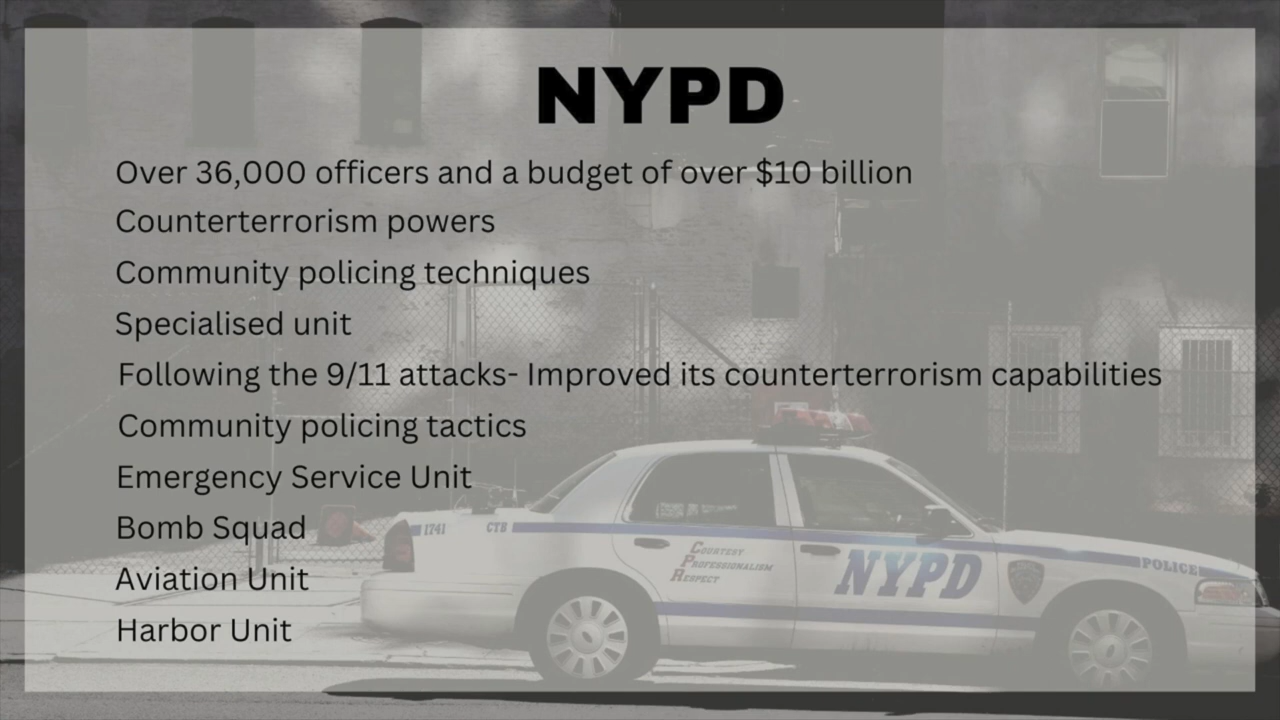 NYPD
Over 36,000 officers and a budget of over $10 billion
Counterterrorism powers
Community policing techniques
Specialised unit
Following the 9/11 attacks- Improved its counterterrorism capabilities
Community policing tactics
Emergency Service Unit
Bomb Squad
Aviation Unit
Harbor Unit
1741
CTB
COURTESY
PROFESSIONALISM
RESPECT
NYPD
POLICE